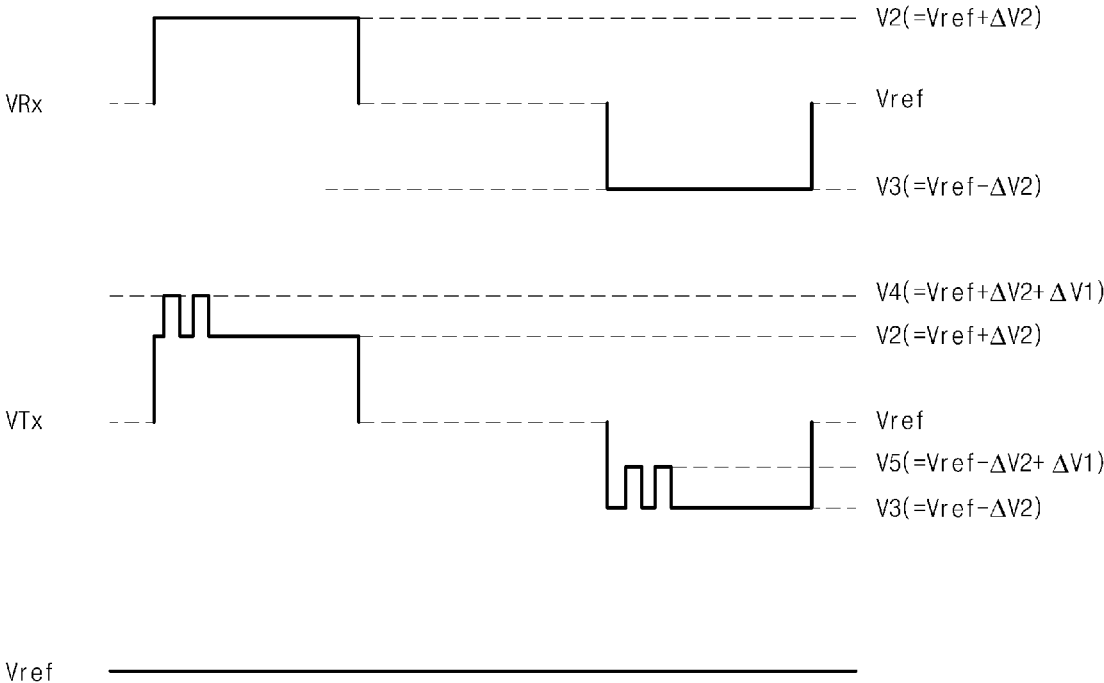 V2(=Vref+ΔV2)
VRx
Vref
V3(=Vref-ΔV2)
V4(=Vref+ΔV2+ΔV1)
V2(=Vref+ΔV2)
VTx
Vref
V5(=Vref-ΔV2+ΔV1)
V3(=Vref-ΔV2)
Vref